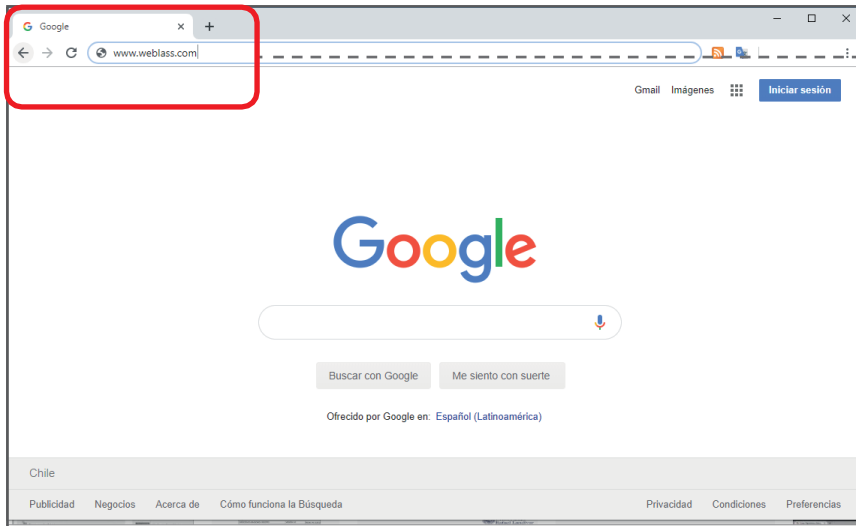 Google
www.weblass.com
Gmail Imágenes Iniciar sesión
Google
Buscar con Google Me siento con suerte
Ofrecido por Google en: Español (Latinoamérica)
Chile
Publicidad Negocios Acerca de Cómo funciona la Búsqueda Privacidad Condiciones Preferencias